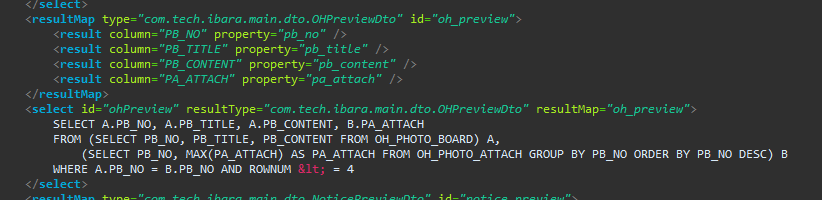 </select>
<resultMap type="com.tech.ibara.main.dto.OHPreviewDto" id="oh_preview">
<result column="PB_NO" property="pb_no" />
<result column="PB_TITLE" property="pb_title" />
<result column="PB_CONTENT" property="pb_content" />
<result column="PA_ATTACH" property="pa_attach" />
</resultMap>
<select id="ohPreview" resultType="com.tech.ibara.main.dto.OHPreviewDto" resultMap="oh_preview">
SELECT A.PB_NO, A.PB_TITLE, A.PB_CONTENT, B.PA_ATTACH
FROM (SELECT PB_NO, PB_TITLE, PB_CONTENT FROM OH_PHOTO_BOARD) A,
(SELECT PB_NO, MAX(PA_ATTACH) AS PA_ATTACH FROM OH_PHOTO_ATTACH GROUP BY PB_NO ORDER BY PB_NO DESC) B
WHERE A.PB_NO = B.PB_NO AND ROWNUM &lt; = 4
</select>
<resultMap type="com.tech.ibara.main.dto.NoticePreviewDto" id="notice_preview">